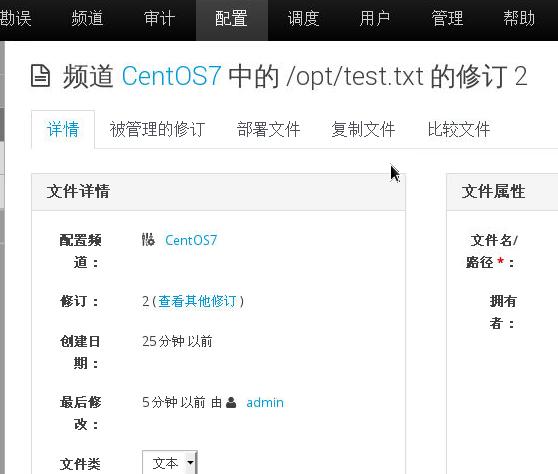 勘误 频道 审计 配置 调度 用户 管理 帮助
频道 CentOS7 中的 /opt/test.txt 的修订 2
详情 被管理的修订 部署文件 复制文件 比较文件
文件详情
配置频
道：
CentOS7
修订：
2 (查看其他修订)
创建日
期：
25分钟 以前
最后修
改：
5分钟 以前 由 admin
文件类
文本
文件属性
文件名/
路径 *：
拥有
者：